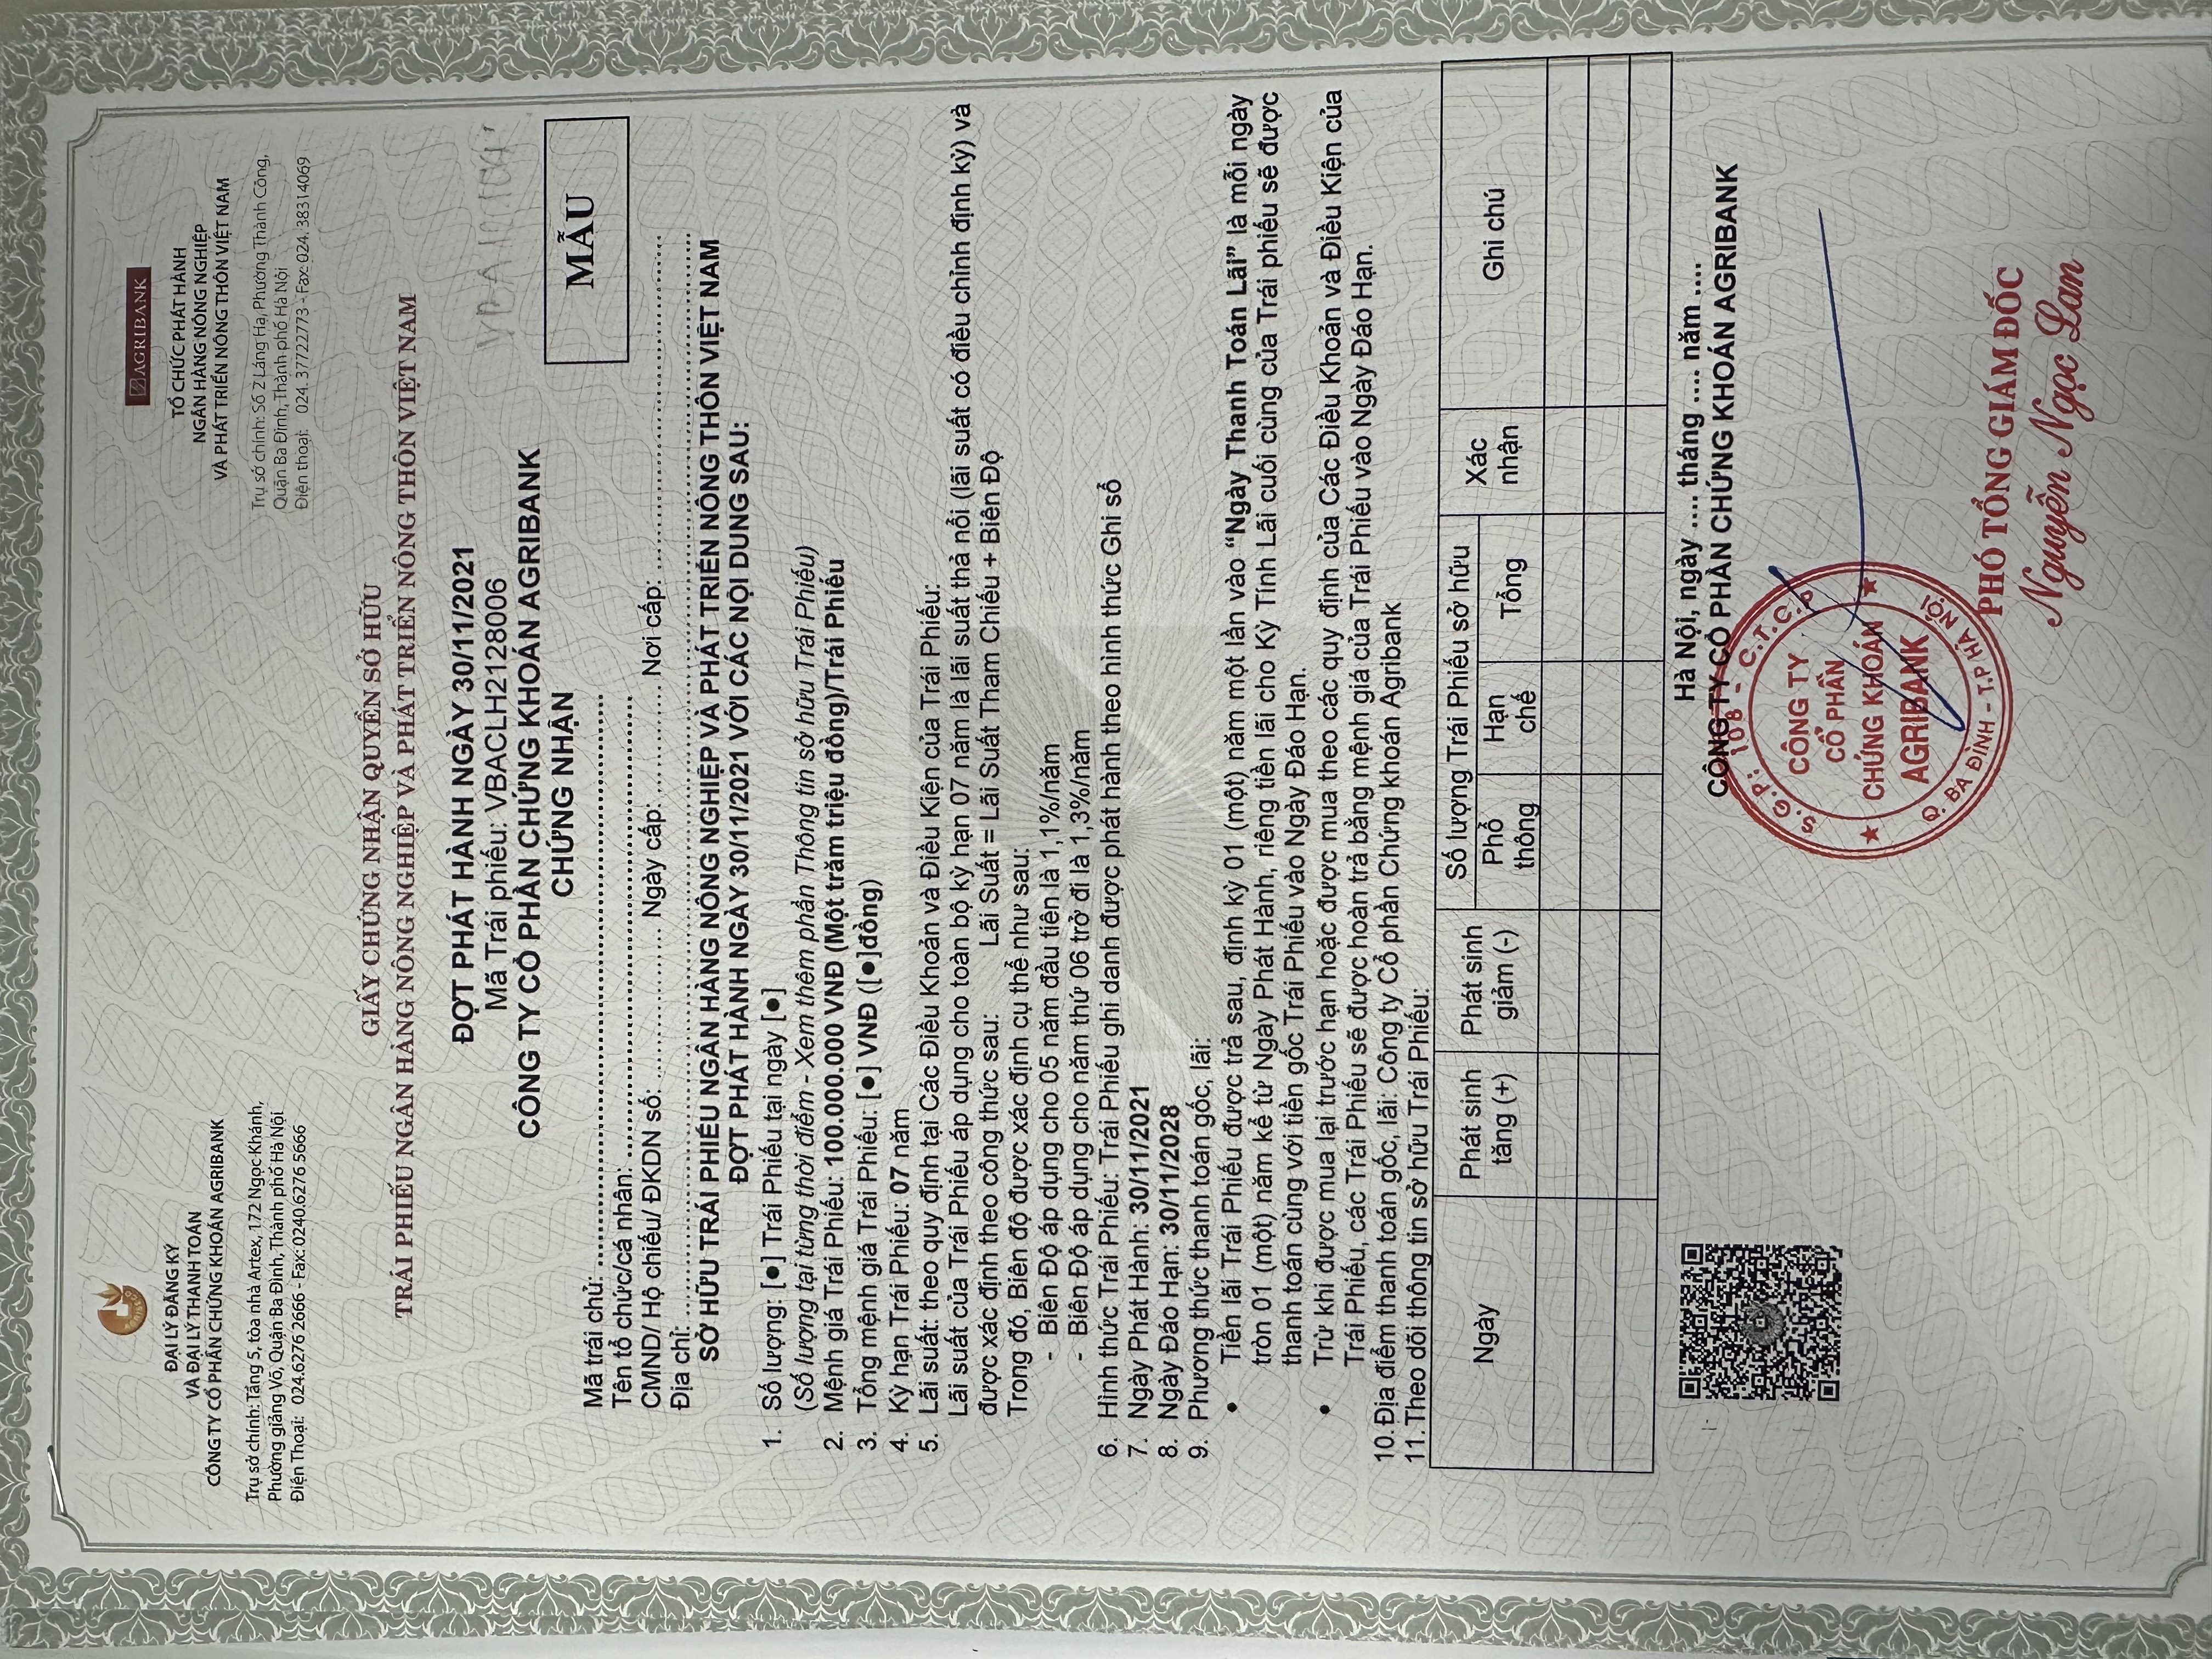 ĐẠI LÝ ĐĂNG KÝ
VÀ ĐẠI LÝ THANH TOÁN
CÔNG TY CỔ PHẦN CHỨNG KHOÁN AGRIBANK
Trụ sở chính: Tầng 5, tòa nhà Artex, 172 Ngọc Khánh,
Phường giảng Võ, Quận Ba Đình, Thành phố Hà Nội
Điện Thoại: 024.6276 2666 - Fax: 0240.6276 5666
AGRIBANK
TỔ CHỨC PHÁT HÀNH
NGÂN HÀNG NÔNG NGHIỆP
VÀ PHÁT TRIỂN NÔNG THÔN VIỆT NAM
Trụ sở chính: Số 2 Láng Hạ, Phường Thành Công,
Quận Ba Đình, Thành phố Hà Nội
Điện thoại: 024. 37722773 - Fax: 024. 38314069
GIẤY CHỨNG NHẬN QUYỀN SỞ HỮU
TRÁI PHIẾU NGÂN HÀNG NÔNG NGHIỆP VÀ PHÁT TRIỂN NÔNG THÔN VIỆT NAM
ĐỢT PHÁT HÀNH NGÀY 30/11/2021
Mã Trái phiếu: VBACLH2128006
CÔNG TY CỔ PHẦN CHỨNG KHOÁN AGRIBANK
CHỨNG NHẬN
MẪU
Mã trái chủ: ........................................
Tên tổ chức/cá nhân: ........................................
CMND/ Hộ chiếu/ ĐKDN số: .................... Ngày cấp: .................... Nơi cấp: ....................
Địa chỉ: ........................................
SỞ HỮU TRÁI PHIẾU NGÂN HÀNG NÔNG NGHIỆP VÀ PHÁT TRIỂN NÔNG THÔN VIỆT NAM
ĐỢT PHÁT HÀNH NGÀY 30/11/2021 VỚI CÁC NỘI DUNG SAU:
1. Số lượng: [●] Trái Phiếu tại ngày [●]
(Số lượng tại từng thời điểm - Xem thêm phần Thông tin sở hữu Trái Phiếu)
2. Mệnh giá Trái Phiếu: 100.000.000 VNĐ (Một trăm triệu đồng)/Trái Phiếu
3. Tổng mệnh giá Trái Phiếu: [●] VNĐ ([●]đồng)
4. Kỳ hạn Trái Phiếu: 07 năm
5. Lãi suất: theo quy định tại Các Điều Khoản và Điều Kiện của Trái Phiếu:
Lãi suất của Trái Phiếu áp dụng cho toàn bộ kỳ hạn 07 năm là lãi suất thả nổi (lãi suất có điều chỉnh định kỳ) và
được xác định theo công thức sau: Lãi Suất = Lãi Suất Tham Chiếu + Biên Độ
Trong đó, Biên độ được xác định cụ thể như sau:
- Biên Độ áp dụng cho 05 năm đầu tiên là 1,1%/năm
- Biên Độ áp dụng cho năm thứ 06 trở đi là 1,3%/năm
6. Hình thức Trái Phiếu: Trái Phiếu ghi danh được phát hành theo hình thức Ghi sổ
7. Ngày Phát Hành: 30/11/2021
8. Ngày Đáo Hạn: 30/11/2028
9. Phương thức thanh toán gốc, lãi:
• Tiền lãi Trái Phiếu được trả sau, định kỳ 01 (một) năm một lần vào “Ngày Thanh Toán Lãi” là mỗi ngày
tròn 01 (một) năm kể từ Ngày Phát Hành, riêng tiền lãi cho Kỳ Tính Lãi cuối cùng của Trái phiếu sẽ được
thanh toán cùng với tiền gốc Trái Phiếu vào Ngày Đáo Hạn.
• Trừ khi được mua lại trước hạn hoặc được mua theo các quy định của Các Điều Khoản và Điều Kiện của
Trái Phiếu, các Trái Phiếu sẽ được hoàn trả bằng mệnh giá của Trái Phiếu vào Ngày Đáo Hạn.
10. Địa điểm thanh toán gốc, lãi: Công ty Cổ phần Chứng khoán Agribank
11. Theo dõi thông tin sở hữu Trái Phiếu:
Ngày
Phát sinh tăng (+)
Phát sinh giảm (-)
Số lượng Trái Phiếu sở hữu
Phổ thông
Hạn chế
Tổng
Xác nhận
Ghi chú
Hà Nội, ngày .... tháng .... năm ....
CÔNG TY CỔ PHẦN CHỨNG KHOÁN AGRIBANK
S.G.P: 108 - C.T.C.P
CÔNG TY
CỔ PHẦN
CHỨNG KHOÁN
AGRIBANK
Q. BA ĐÌNH - T.P HÀ NỘI
PHÓ TỔNG GIÁM ĐỐC
Nguyễn Ngọc Lan